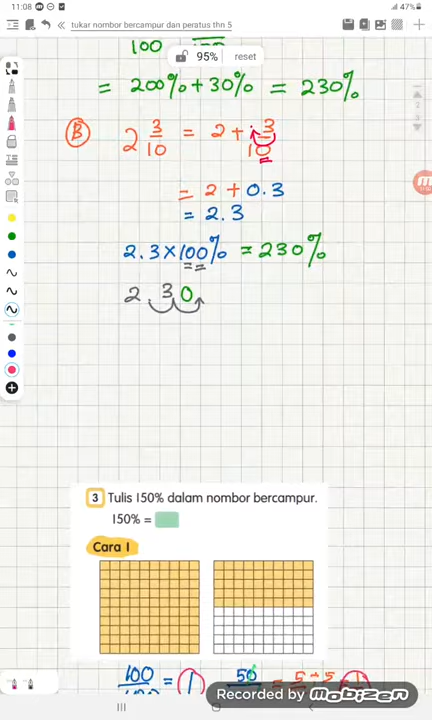 11:08
47%
tukar nombor bercampur dan peratus thn 5
95% reset
100
= 200% + 30% = 230%
B 2 3/10 = 2 + .3/10
= 2 + 0.3
= 2.3
2.3 × 100% = 230%
2 3 0
3 Tulis 150% dalam nombor bercampur.
150% =
Cara 1
100 = 1 50 = 5 ÷ 5
Recorded by mobizen